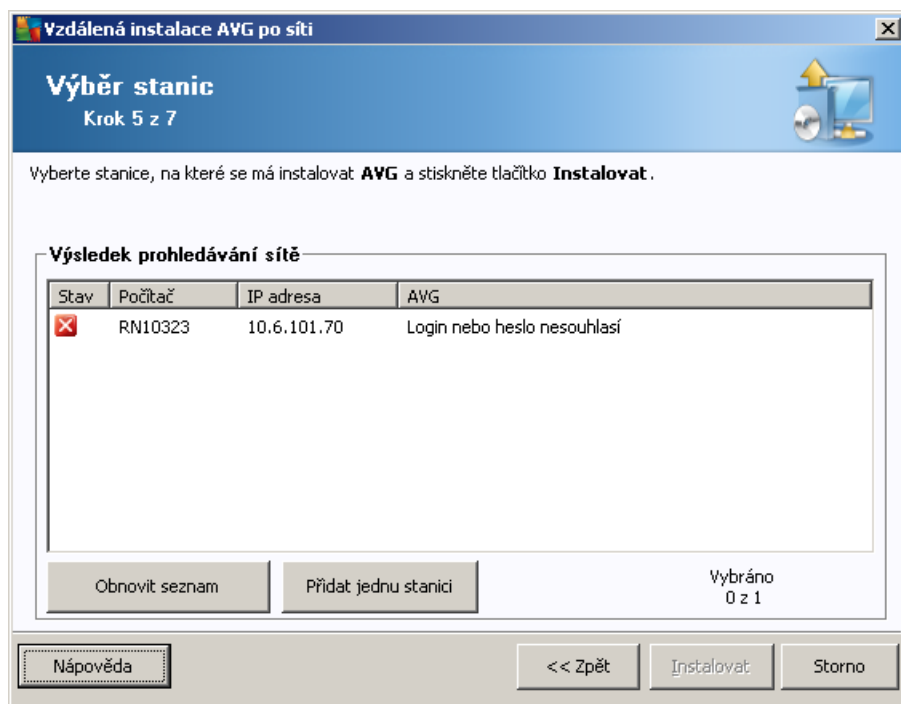 Vzdálená instalace AVG po síti
Výběr stanic
Krok 5 z 7
Vyberte stanice, na které se má instalovat AVG a stiskněte tlačítko Instalovat.
Výsledek prohledávání sítě
Stav Počítač IP adresa AVG
RN10323 10.6.101.70 Login nebo heslo nesouhlasí
Obnovit seznam Přidat jednu stanici Vybráno
0 z 1
Nápověda << Zpět Instalovat Storno